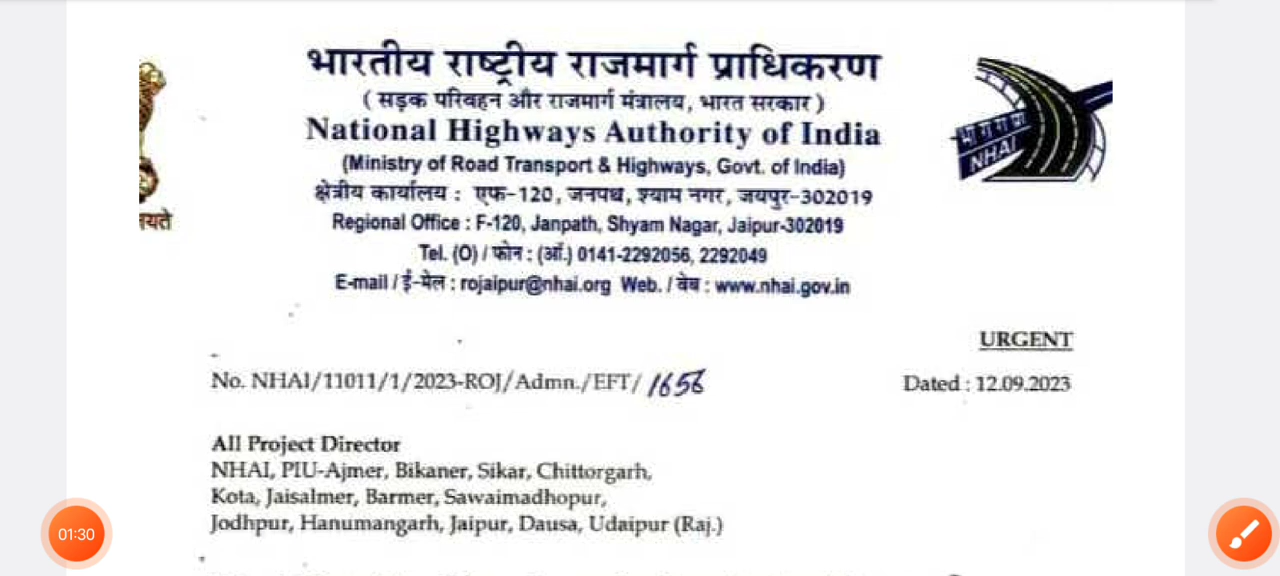 भारतीय राष्ट्रीय राजमार्ग प्राधिकरण
( सड़क परिवहन और राजमार्ग मंत्रालय, भारत सरकार )
National Highways Authority of India
(Ministry of Road Transport & Highways, Govt. of India)
क्षेत्रीय कार्यालय : एफ-120, जनपथ, श्याम नगर, जयपुर-302019
Regional Office : F-120, Janpath, Shyam Nagar, Jaipur-302019
Tel. (O) / फोन : (ऑ.) 0141-2292056, 2292049
E-mail / ई-मेल : rojaipur@nhai.org Web. / वेब : www.nhai.gov.in
भा रा रा प्रा
NHAI
यते
URGENT
No. NHAI/11011/1/2023-ROJ/Admn./EFT/ 1656
Dated : 12.09.2023
All Project Director
NHAI, PIU-Ajmer, Bikaner, Sikar, Chittorgarh,
Kota, Jaisalmer, Barmer, Sawaimadhopur,
Jodhpur, Hanumangarh, Jaipur, Dausa, Udaipur (Raj.)
01:30